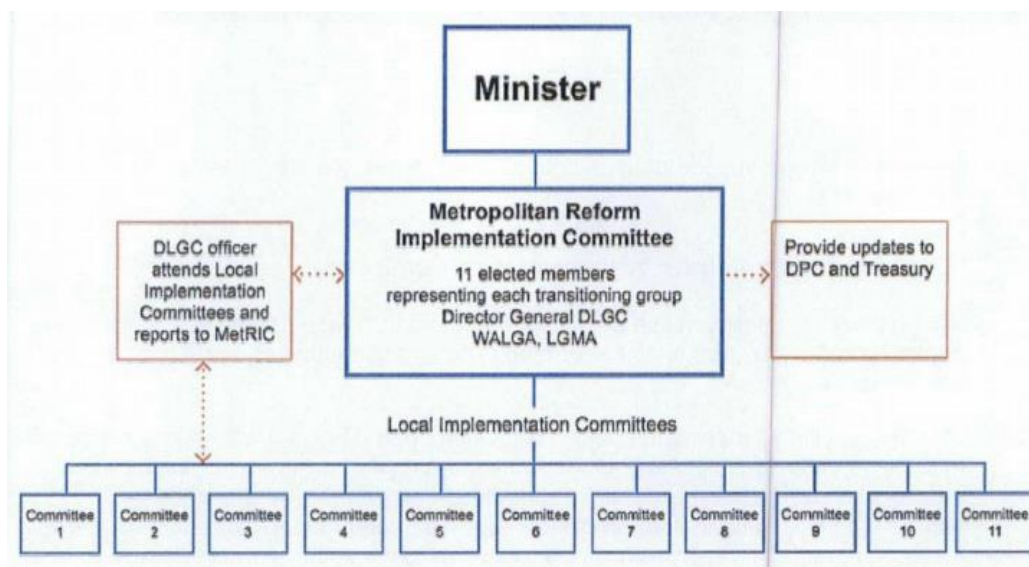 Minister
Metropolitan Reform
Implementation Committee
11 elected members
representing each transitioning group
Director General DLGC
WALGA, LGMA
DLGC officer
attends Local
Implementation
Committees and
reports to MetRIC
Provide updates to
DPC and Treasury
Local Implementation Committees
Committee
1
Committee
2
Committee
3
Committee
4
Committee
5
Committee
6
Committee
7
Committee
8
Committee
9
Committee
10
Committee
11